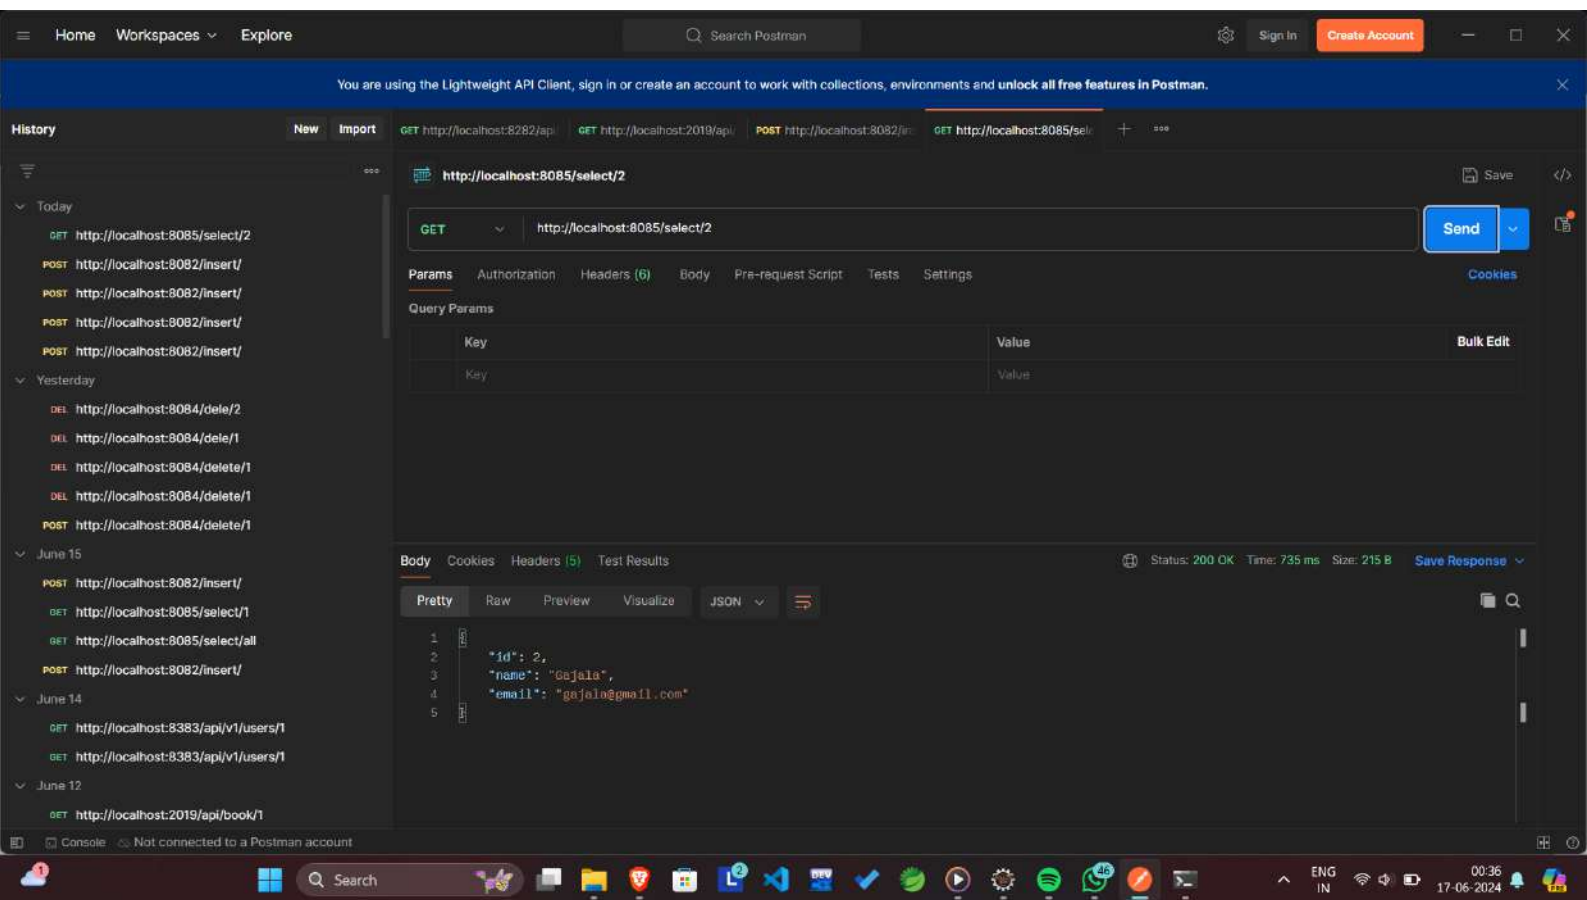 Home Workspaces Explore Search Postman Sign In Create Account
You are using the Lightweight API Client, sign in or create an account to work with collections, environments and unlock all free features in Postman.
History New Import
GET http://localhost:8282/api GET http://localhost:2019/api/ POST http://localhost:8082/in GET http://localhost:8085/sele
HTTP http://localhost:8085/select/2 Save
Today
GET http://localhost:8085/select/2
POST http://localhost:8082/insert/
POST http://localhost:8082/insert/
POST http://localhost:8082/insert/
POST http://localhost:8082/insert/
Yesterday
DEL http://localhost:8084/dele/2
DEL http://localhost:8084/dele/1
DEL http://localhost:8084/delete/1
DEL http://localhost:8084/delete/1
POST http://localhost:8084/delete/1
June 15
POST http://localhost:8082/insert/
GET http://localhost:8085/select/1
GET http://localhost:8085/select/all
POST http://localhost:8082/insert/
June 14
GET http://localhost:8383/api/v1/users/1
GET http://localhost:8383/api/v1/users/1
June 12
GET http://localhost:2019/api/book/1
GET http://localhost:8085/select/2 Send
Params Authorization Headers (6) Body Pre-request Script Tests Settings Cookies
Query Params
Key Value Bulk Edit
Key Value
Body Cookies Headers (5) Test Results Status: 200 OK Time: 735 ms Size: 215 B Save Response
Pretty Raw Preview Visualize JSON
1 {
2 "id": 2,
3 "name": "Gajala",
4 "email": "gajala@gmail.com"
5 }
Console Not connected to a Postman account
1 Search 2 DEV 46 PRE
ENG
IN
00:36
17-06-2024